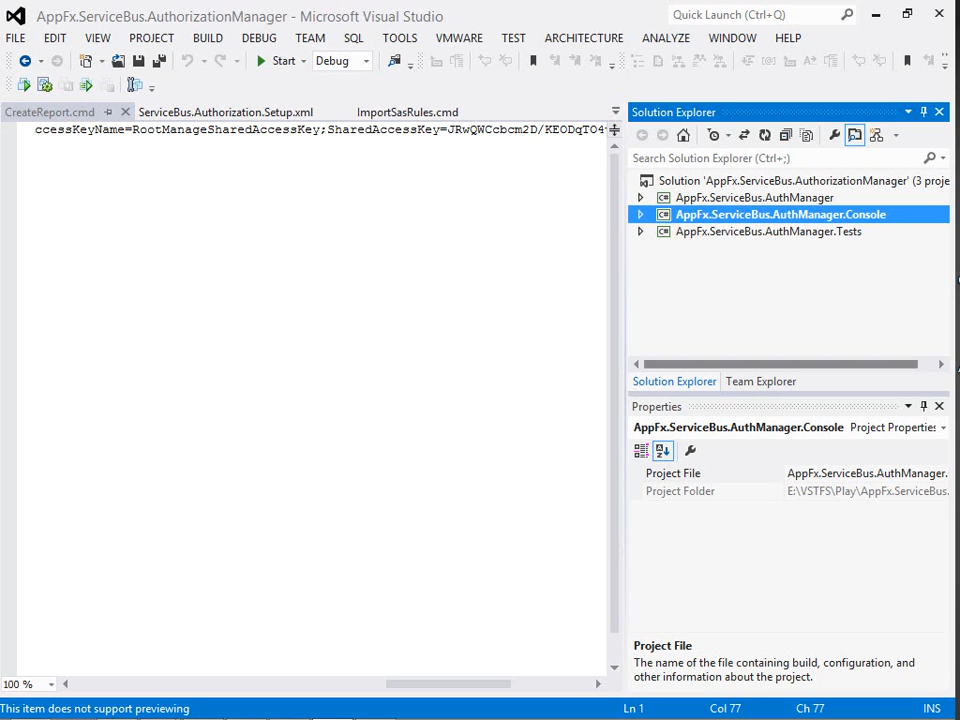 AppFx.ServiceBus.AuthorizationManager - Microsoft Visual Studio
Quick Launch (Ctrl+Q)
FILE EDIT VIEW PROJECT BUILD DEBUG TEAM SQL TOOLS VMWARE TEST ARCHITECTURE ANALYZE WINDOW HELP
Start Debug
CreateReport.cmd ServiceBus.Authorization.Setup.xml ImportSasRules.cmd
ccessKeyName=RootManageSharedAccessKey;SharedAccessKey=JRwQWCcbcm2D/KEODqTO4
Solution Explorer
Search Solution Explorer (Ctrl+;)
Solution 'AppFx.ServiceBus.AuthorizationManager' (3 proje
AppFx.ServiceBus.AuthManager
AppFx.ServiceBus.AuthManager.Console
AppFx.ServiceBus.AuthManager.Tests
Solution Explorer Team Explorer
Properties
AppFx.ServiceBus.AuthManager.Console Project Properties
Project File AppFx.ServiceBus.AuthManager.
Project Folder E:\VSTFS\Play\AppFx.ServiceBus.
Project File
The name of the file containing build, configuration, and
other information about the project.
100 %
This item does not support previewing Ln 1 Col 77 Ch 77 INS